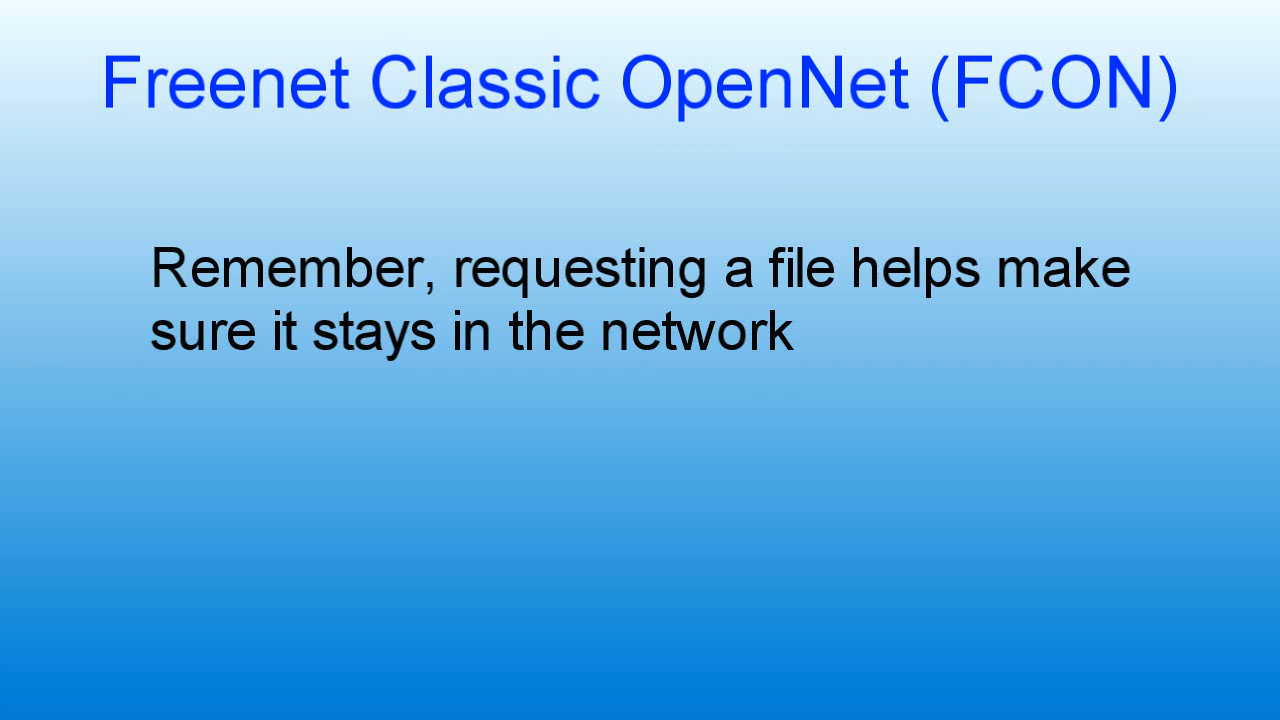 Freenet Classic OpenNet (FCON)
Remember, requesting a file helps make
sure it stays in the network